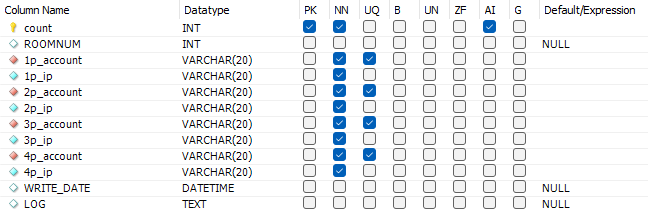 Column Name Datatype PK NN UQ B UN ZF AI G Default/Expression
count INT
ROOMNUM INT NULL
1p_account VARCHAR(20)
1p_ip VARCHAR(20)
2p_account VARCHAR(20)
2p_ip VARCHAR(20)
3p_account VARCHAR(20)
3p_ip VARCHAR(20)
4p_account VARCHAR(20)
4p_ip VARCHAR(20)
WRITE_DATE DATETIME NULL
LOG TEXT NULL